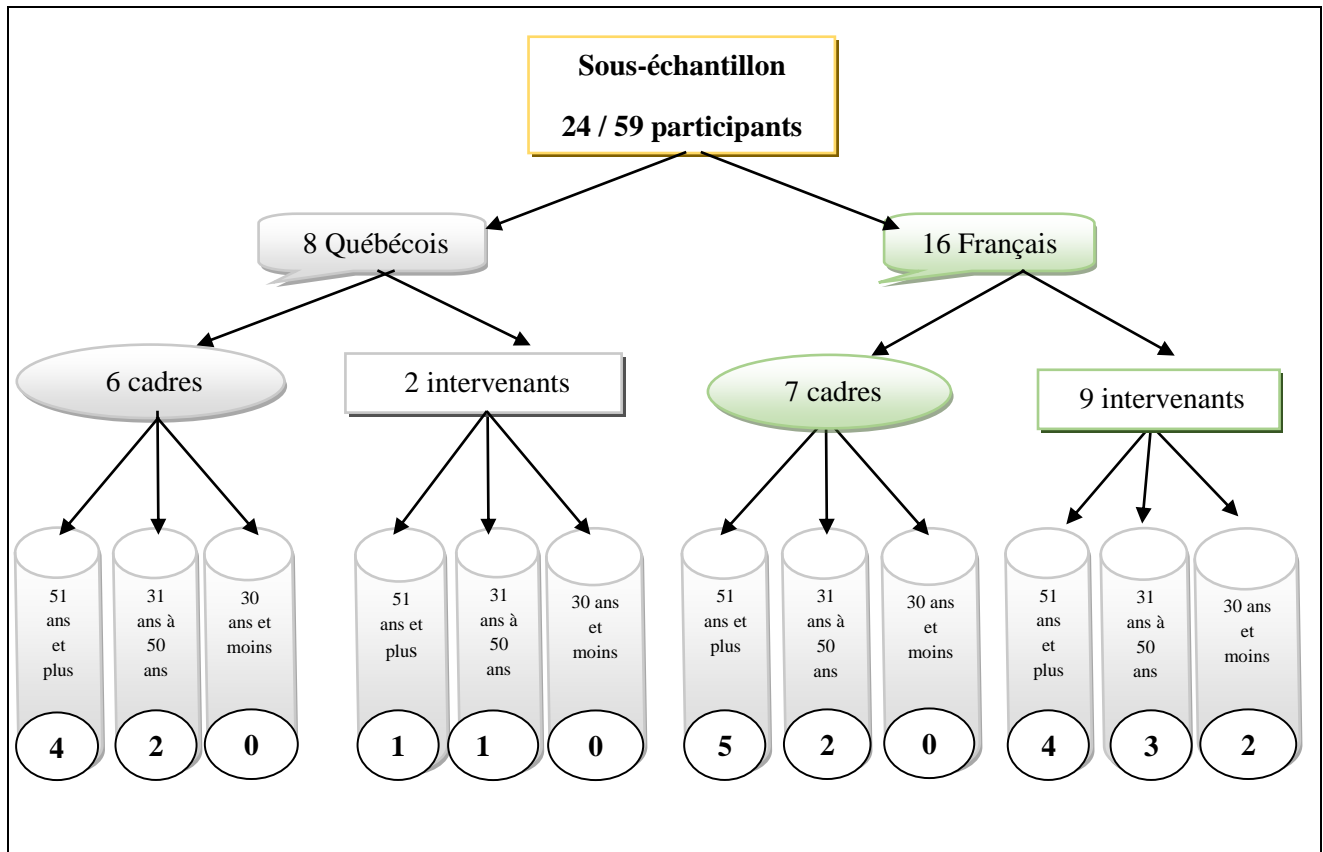 Sous-échantillon
24 / 59 participants
8 Québécois
16 Français
6 cadres
2 intervenants
7 cadres
9 intervenants
51
ans
et
plus
31
ans à
50
ans
30
ans et
moins
51
ans et
plus
31
ans à
50
ans
30 ans
et
moins
51
ans et
plus
31
ans à
50
ans
30 ans
et
moins
51
ans
et
plus
31
ans à
50
ans
30 ans
et
moins
4
2
0
1
1
0
5
2
0
4
3
2